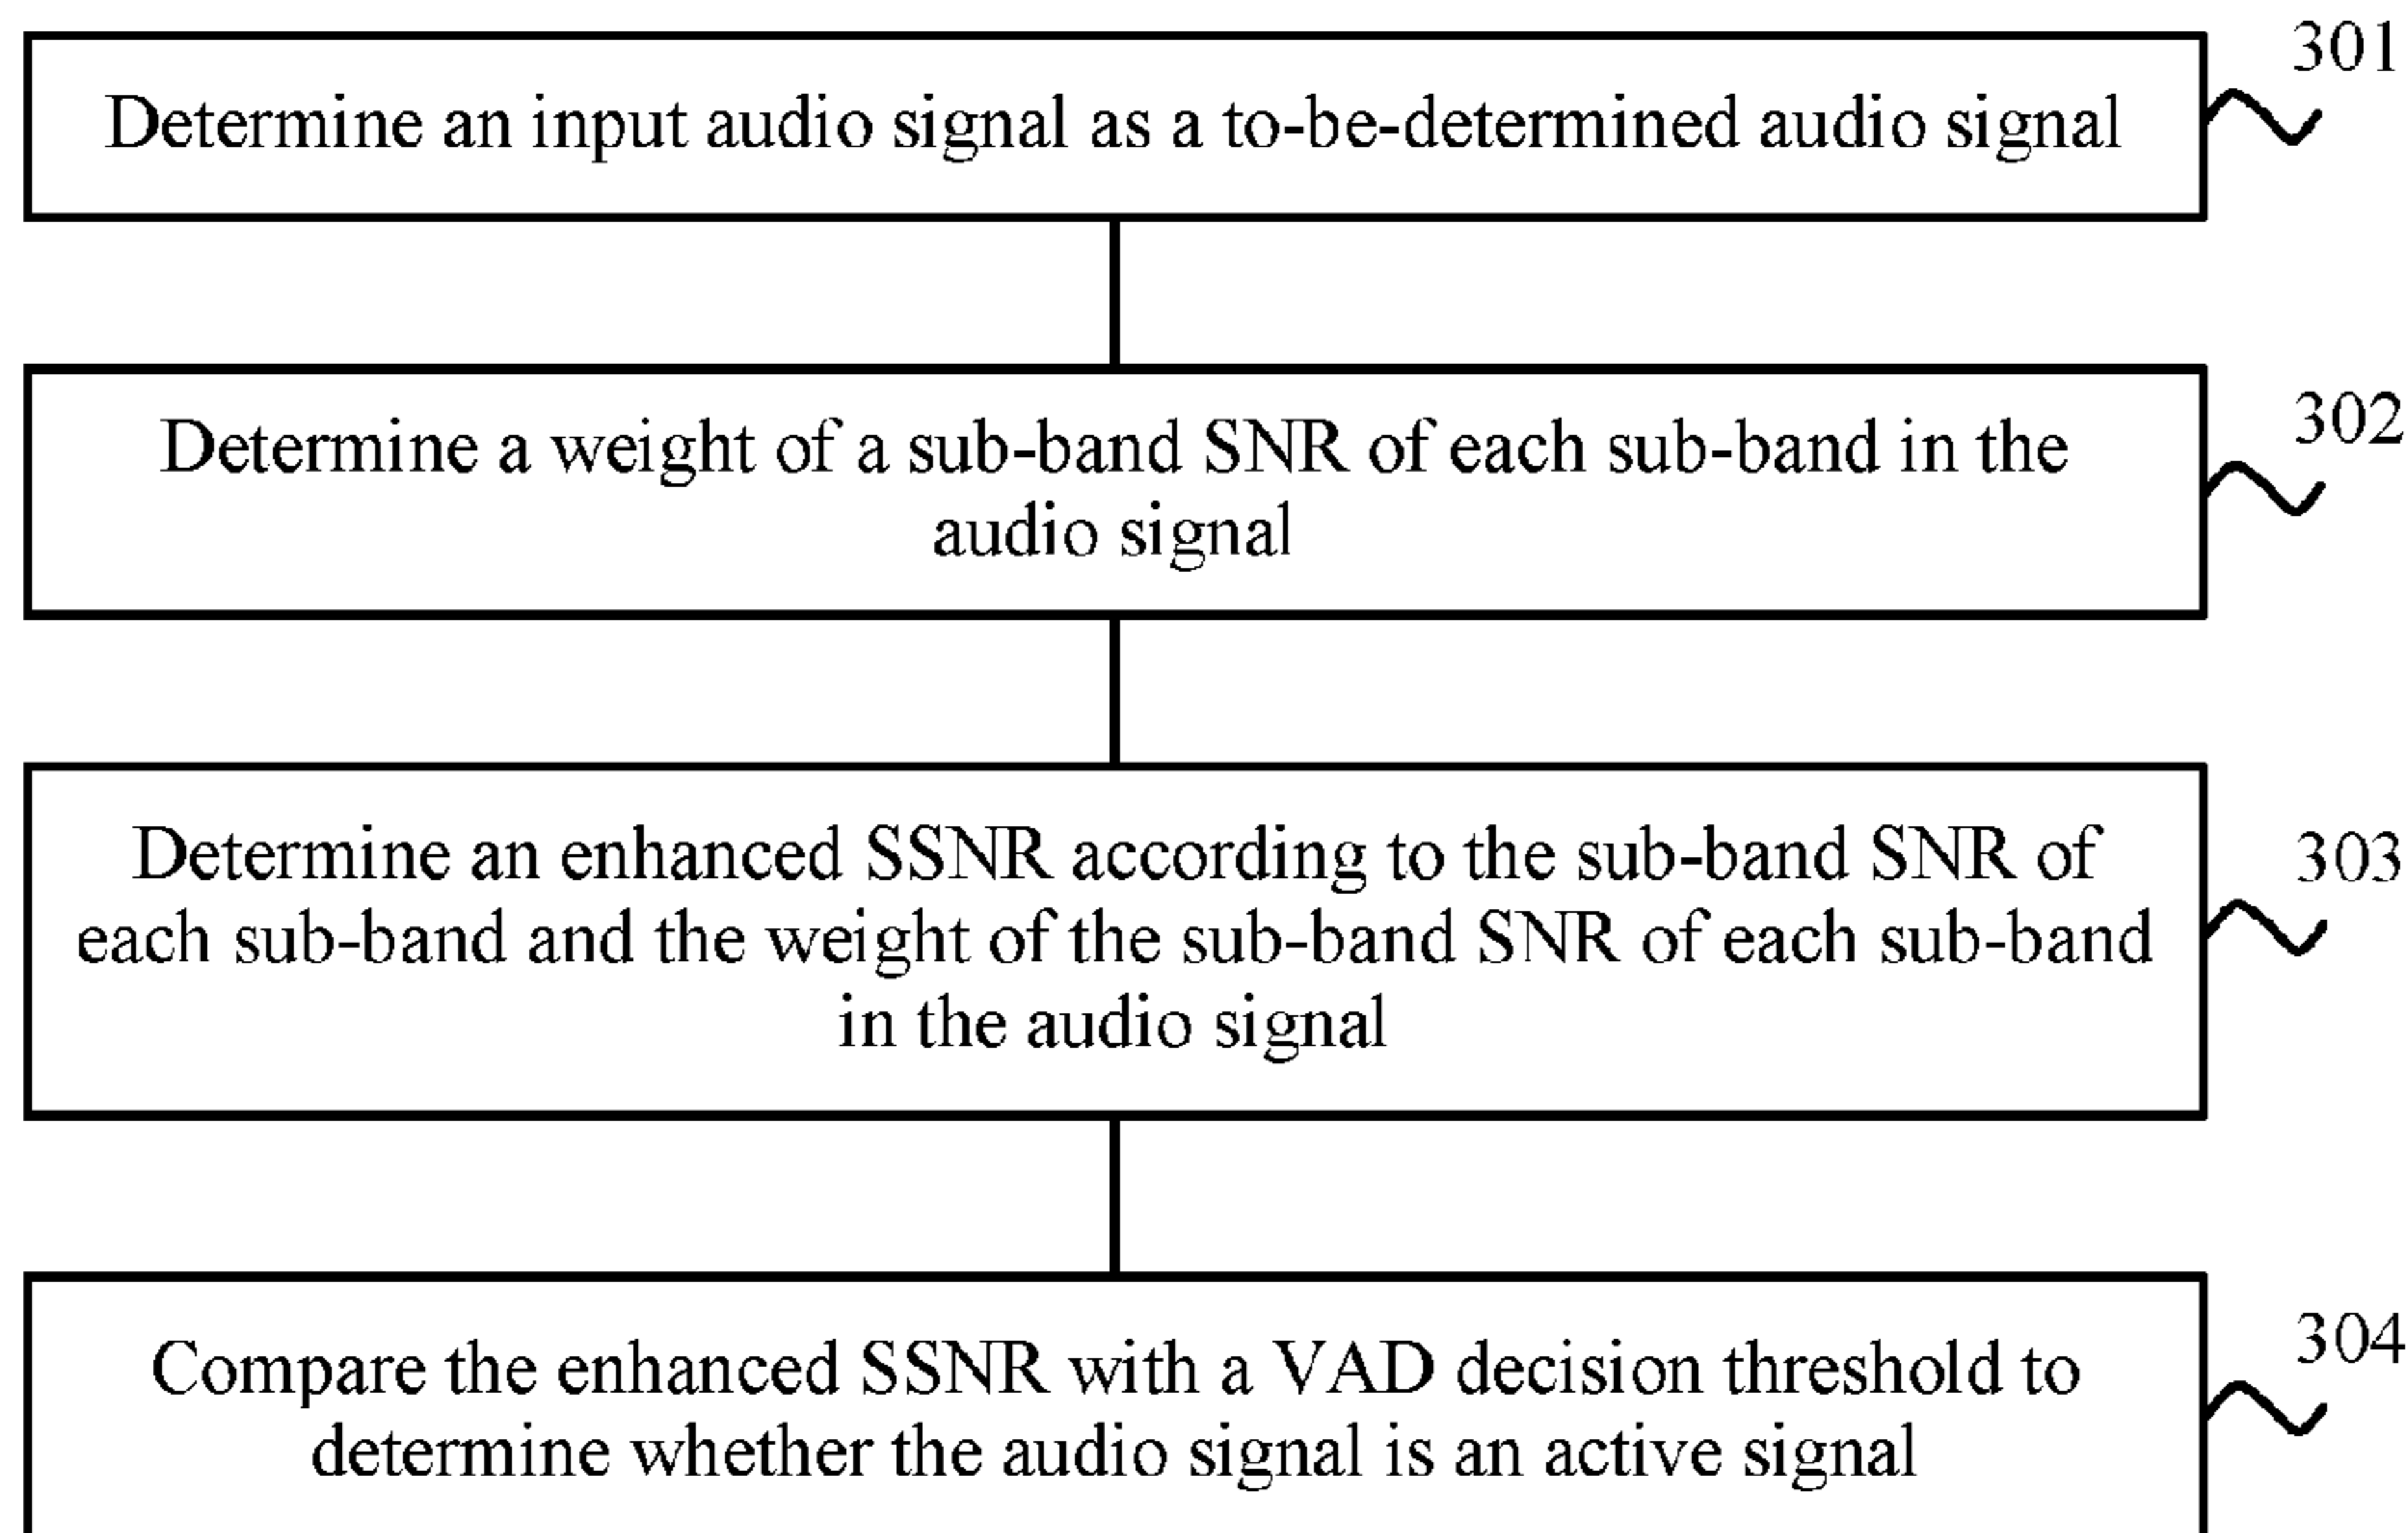 301
Determine an input audio signal as a to-be-determined audio signal
302
Determine a weight of a sub-band SNR of each sub-band in the
audio signal
303
Determine an enhanced SSNR according to the sub-band SNR of
each sub-band and the weight of the sub-band SNR of each sub-band
in the audio signal
304
Compare the enhanced SSNR with a VAD decision threshold to
determine whether the audio signal is an active signal